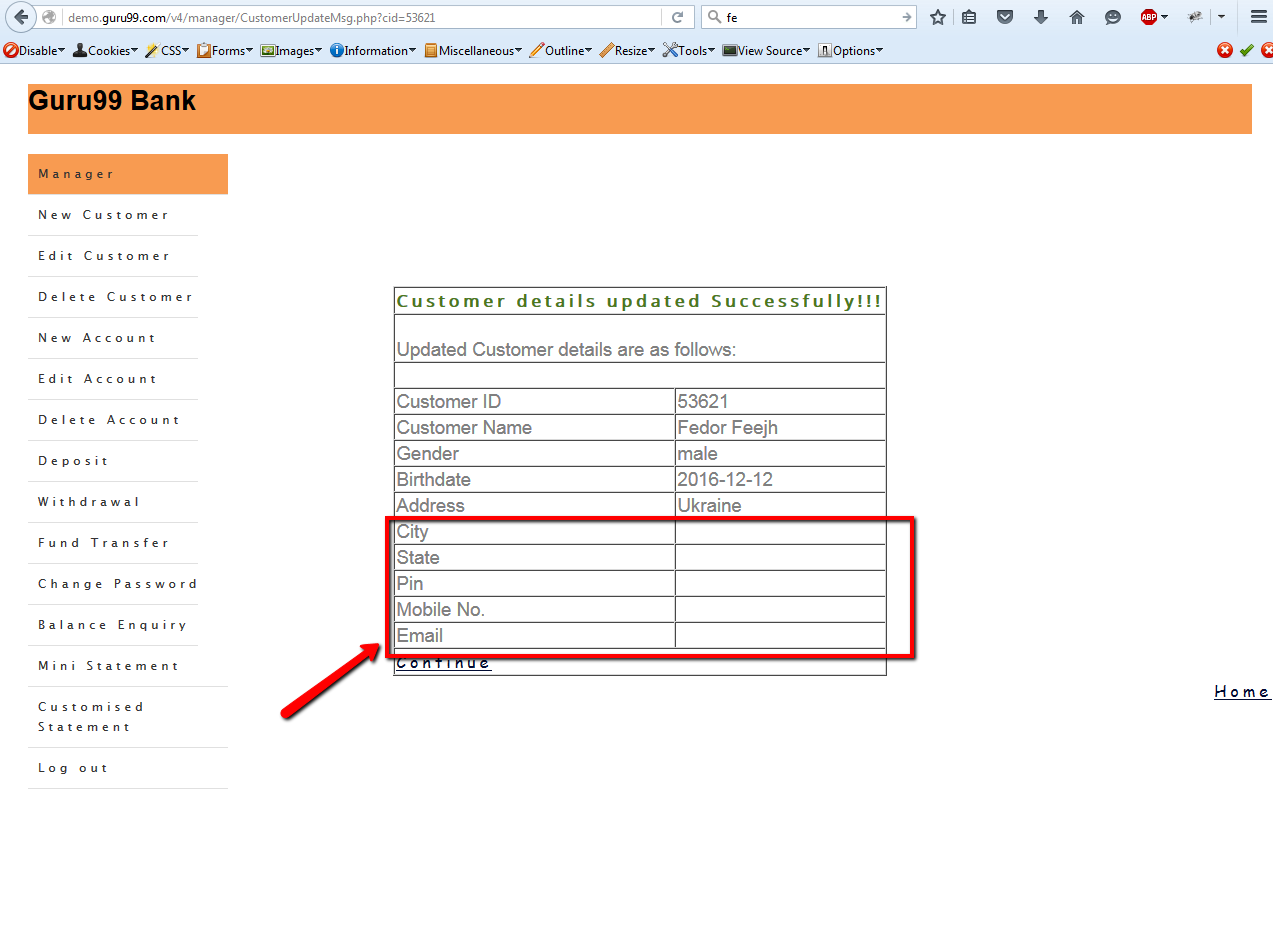 demo.guru99.com/v4/manager/CustomerUpdateMsg.php?cid=53621
fe
ABP
Disable Cookies CSS Forms Images Information Miscellaneous Outline Resize Tools View Source Options
Guru99 Bank
Manager
New Customer
Edit Customer
Delete Customer
New Account
Edit Account
Delete Account
Deposit
Withdrawal
Fund Transfer
Change Password
Balance Enquiry
Mini Statement
Customised
Statement
Log out
Customer details updated Successfully!!!
Updated Customer details are as follows:
Customer ID 53621
Customer Name Fedor Feejh
Gender male
Birthdate 2016-12-12
Address Ukraine
City
State
Pin
Mobile No.
Email
Continue
Home